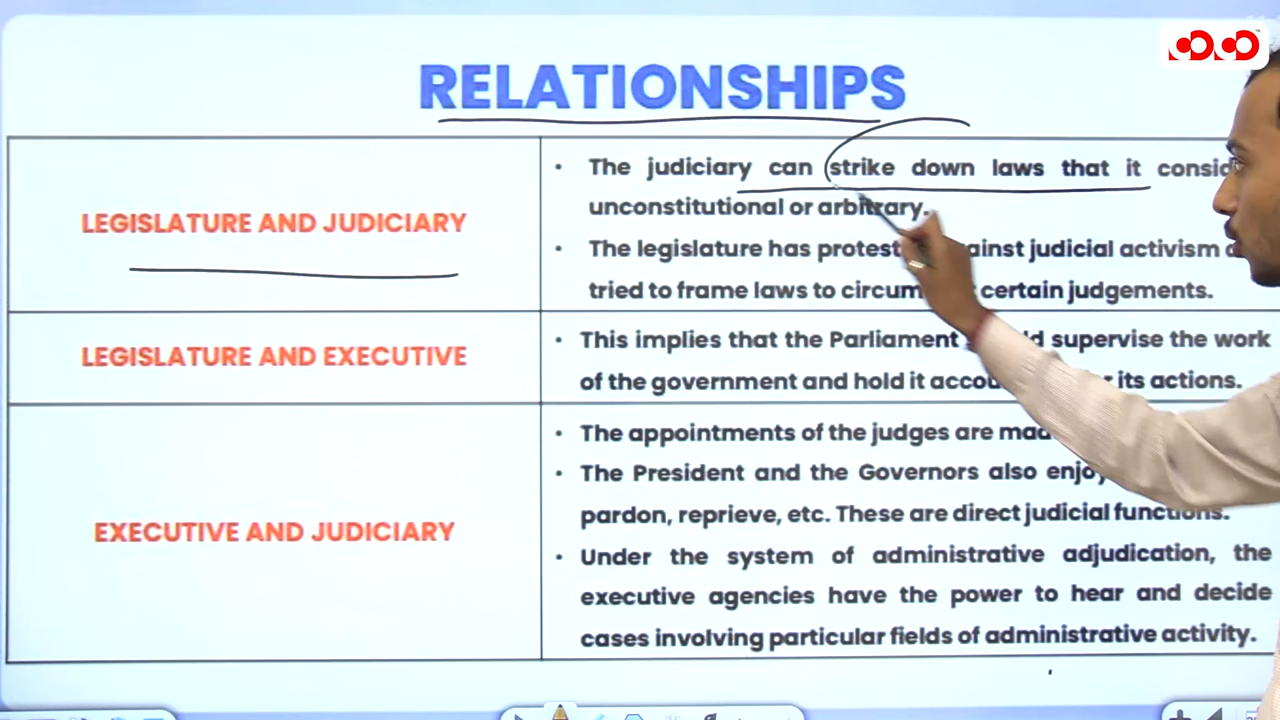 RELATIONSHIPS
LEGISLATURE AND JUDICIARY
• The judiciary can strike down laws that it
unconstitutional or arbitrary.
• The legislature has judicial activism
tried to frame laws to certain judgements.
LEGISLATURE AND EXECUTIVE
• This implies that the Parliament supervise the work
of the government and hold it its actions.
EXECUTIVE AND JUDICIARY
• The appointments of the judges are
• The President and the Governors also
pardon, reprieve, etc. These are direct judicial functions.
• Under the system of administrative adjudication, the
executive agencies have the power to hear and decide
cases involving particular fields of administrative activity.